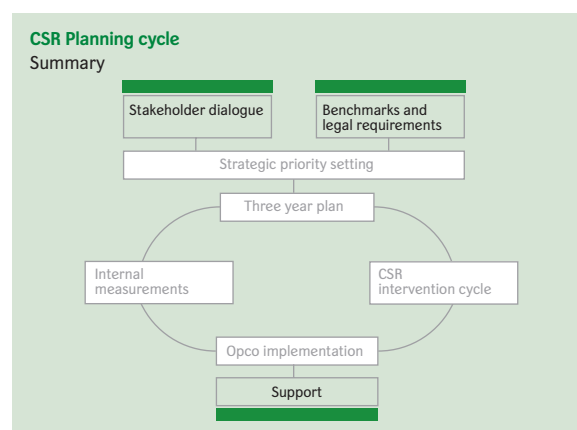 CSR Planning cycle
Summary
Stakeholder dialogue
Benchmarks and
legal requirements
Strategic priority setting
Three year plan
Internal
measurements
CSR
intervention cycle
Opco implementation
Support